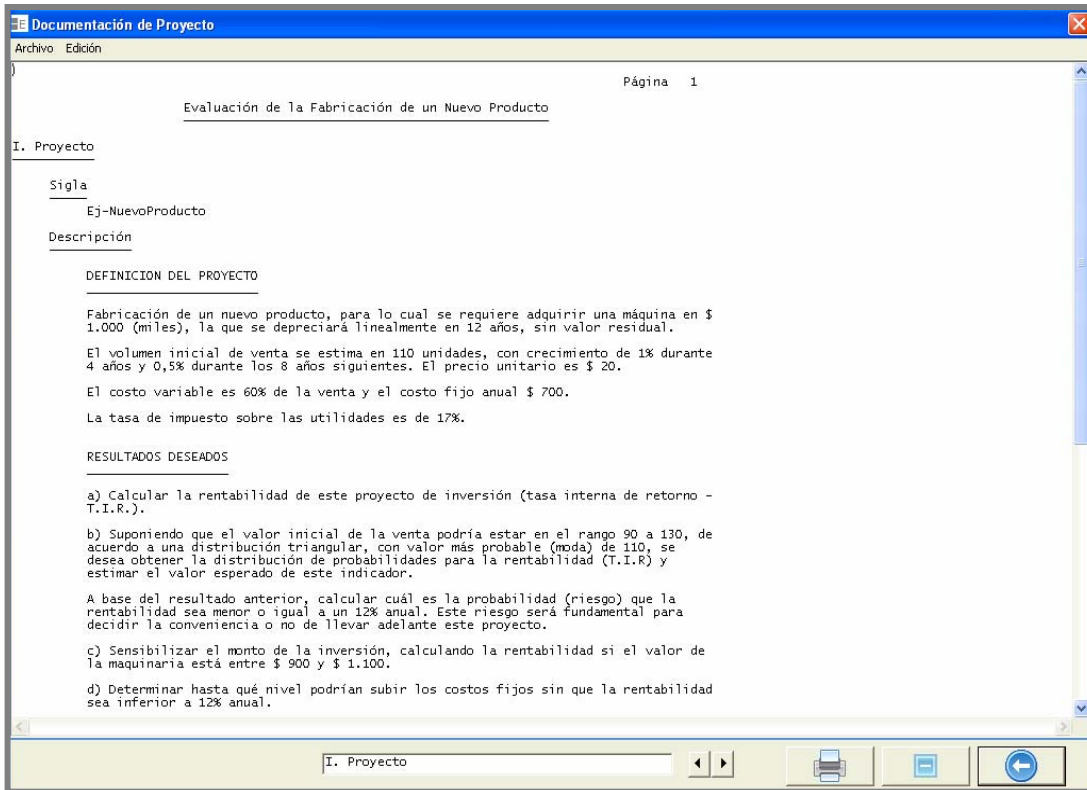 Documentación de Proyecto
Archivo Edición
)
Página 1
Evaluación de la Fabricación de un Nuevo Producto
I. Proyecto
Sigla
Ej-NuevoProducto
Descripción
DEFINICION DEL PROYECTO
Fabricación de un nuevo producto, para lo cual se requiere adquirir una máquina en $
1.000 (miles), la que se depreciará linealmente en 12 años, sin valor residual.
El volumen inicial de venta se estima en 110 unidades, con crecimiento de 1% durante
4 años y 0,5% durante los 8 años siguientes. El precio unitario es $ 20.
El costo variable es 60% de la venta y el costo fijo anual $ 700.
La tasa de impuesto sobre las utilidades es de 17%.
RESULTADOS DESEADOS
a) Calcular la rentabilidad de este proyecto de inversión (tasa interna de retorno -
T.I.R.).
b) Suponiendo que el valor inicial de la venta podría estar en el rango 90 a 130, de
acuerdo a una distribución triangular, con valor más probable (moda) de 110, se
desea obtener la distribución de probabilidades para la rentabilidad (T.I.R) y
estimar el valor esperado de este indicador.
A base del resultado anterior, calcular cuál es la probabilidad (riesgo) que la
rentabilidad sea menor o igual a un 12% anual. Este riesgo será fundamental para
decidir la conveniencia o no de llevar adelante este proyecto.
c) Sensibilizar el monto de la inversión, calculando la rentabilidad si el valor de
la maquinaria está entre $ 900 y $ 1.100.
d) Determinar hasta qué nivel podrían subir los costos fijos sin que la rentabilidad
sea inferior a 12% anual.
I. Proyecto